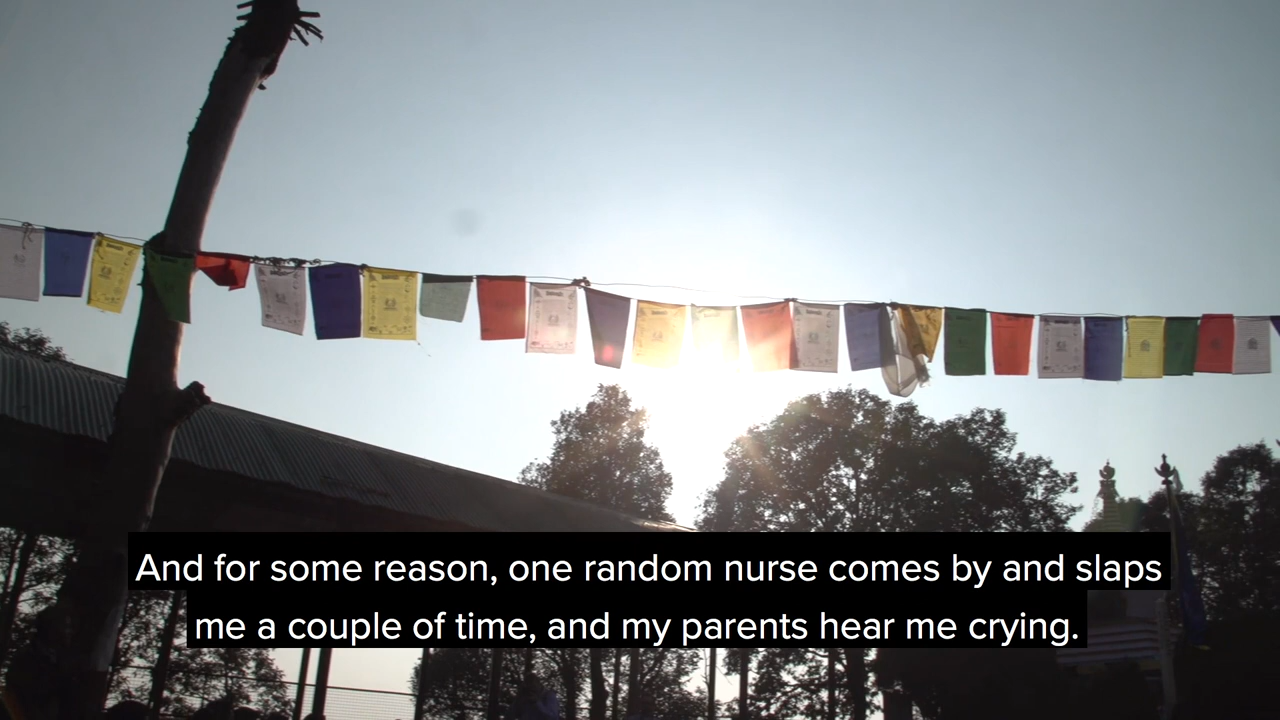 And for some reason, one random nurse comes by and slaps
me a couple of time, and my parents hear me crying.